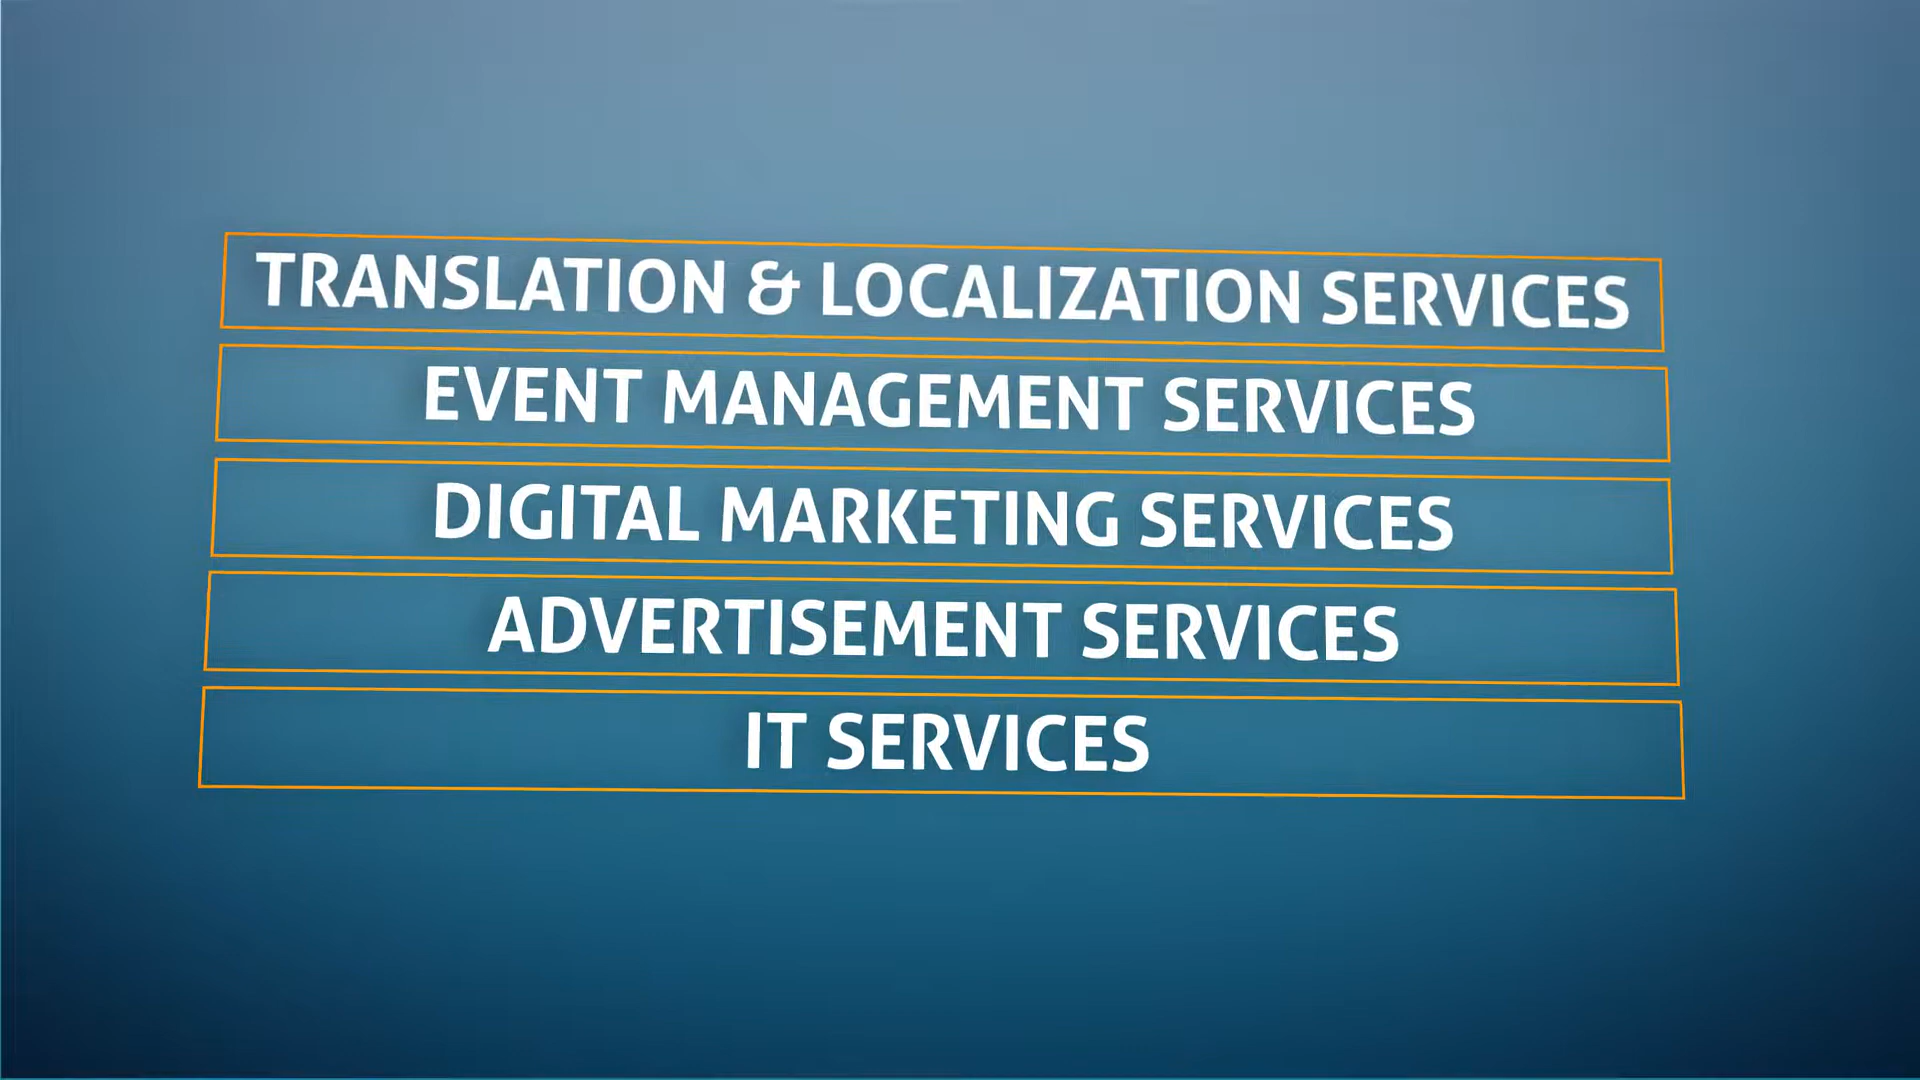 TRANSLATION & LOCALIZATION SERVICES
EVENT MANAGEMENT SERVICES
DIGITAL MARKETING SERVICES
ADVERTISEMENT SERVICES
IT SERVICES